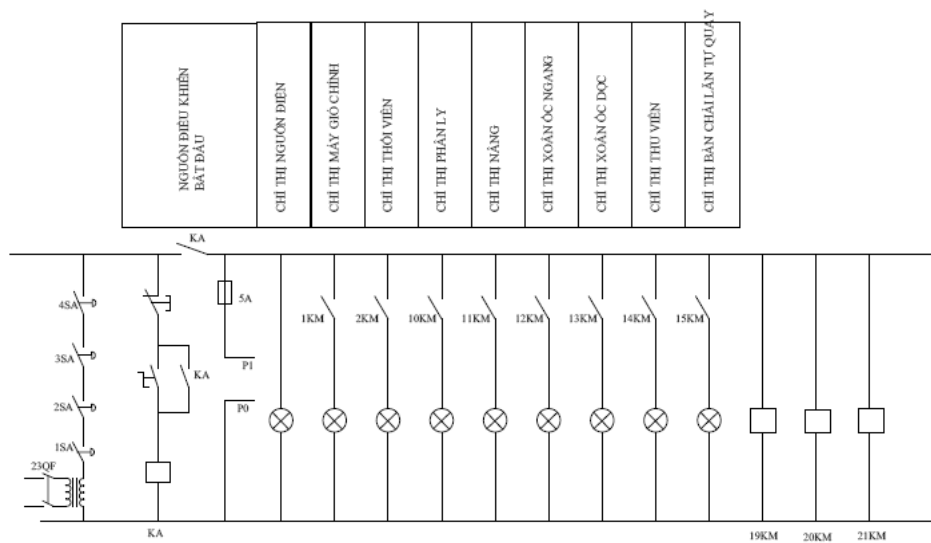 NGUỒN ĐIỀU KHIỂN
BẮT ĐẦU
CHỈ THỊ NGUỒN ĐIỆN
CHỈ THỊ MÁY GIÓ CHÍNH
CHỈ THỊ THỔI VIÊN
CHỈ THỊ PHÂN LY
CHỈ THỊ NÂNG
CHỈ THỊ XOẮN ỐC NGANG
CHỈ THỊ XOẮN ỐC DỌC
CHỈ THỊ THU VIÊN
CHỈ THỊ BÀN CHẢI LĂN TỰ QUAY
KA
4SA
5A
1KM
2KM
10KM
11KM
12KM
13KM
14KM
15KM
3SA
P1
KA
2SA
P0
1SA
23QF
KA
19KM
20KM
21KM